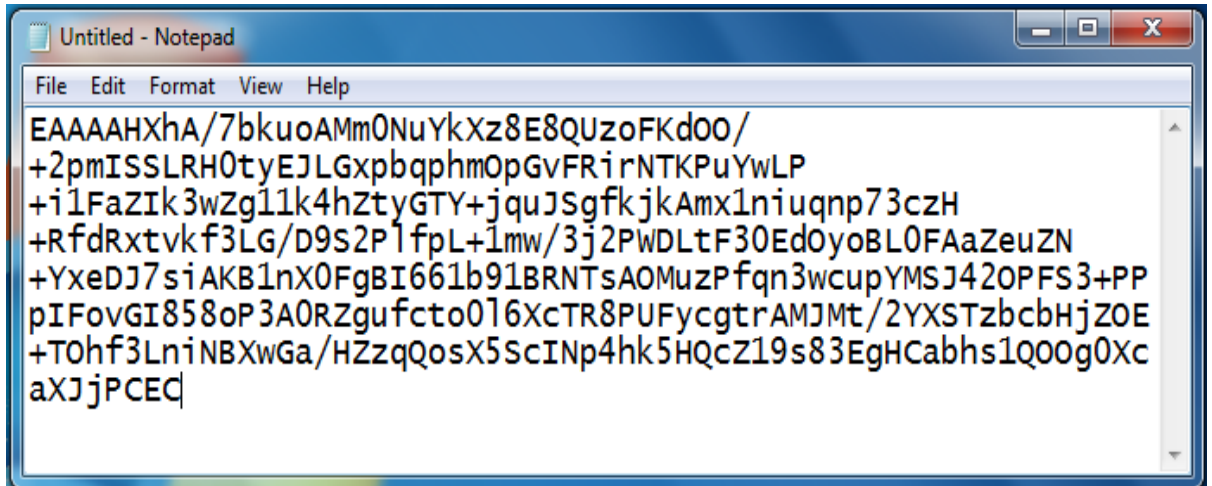 Untitled - Notepad
File Edit Format View Help
EAAAAHXhA/7bkuoAMm0NuYkXz8E8QUzoFKdOO/
+2pmISSLRH0tyEJLGxpbqphmOpGvFRirNTKPuYwLP
+i1FaZIk3wZg11k4hZtyGTY+jquJSgfkjkAmx1niuqnp73czH
+RfdRxtvkf3LG/D9S2PlfpL+1mw/3j2PWDLtF30EdOyoBL0FAaZeuZN
+YxeDJ7siAKB1nX0FgBI661b91BRNTsAOMuzPfqn3wcupYMSJ42OPFS3+PP
pIFovGI858oP3A0RZgufcto0l6XcTR8PUFycgtrAMJMt/2YXSTzbcbHjZOE
+TOhf3LniNBXwGa/HZzqQosX5ScINp4hk5HQcZ19s83EgHCabhs1QOOg0Xc
aXJjPCEC